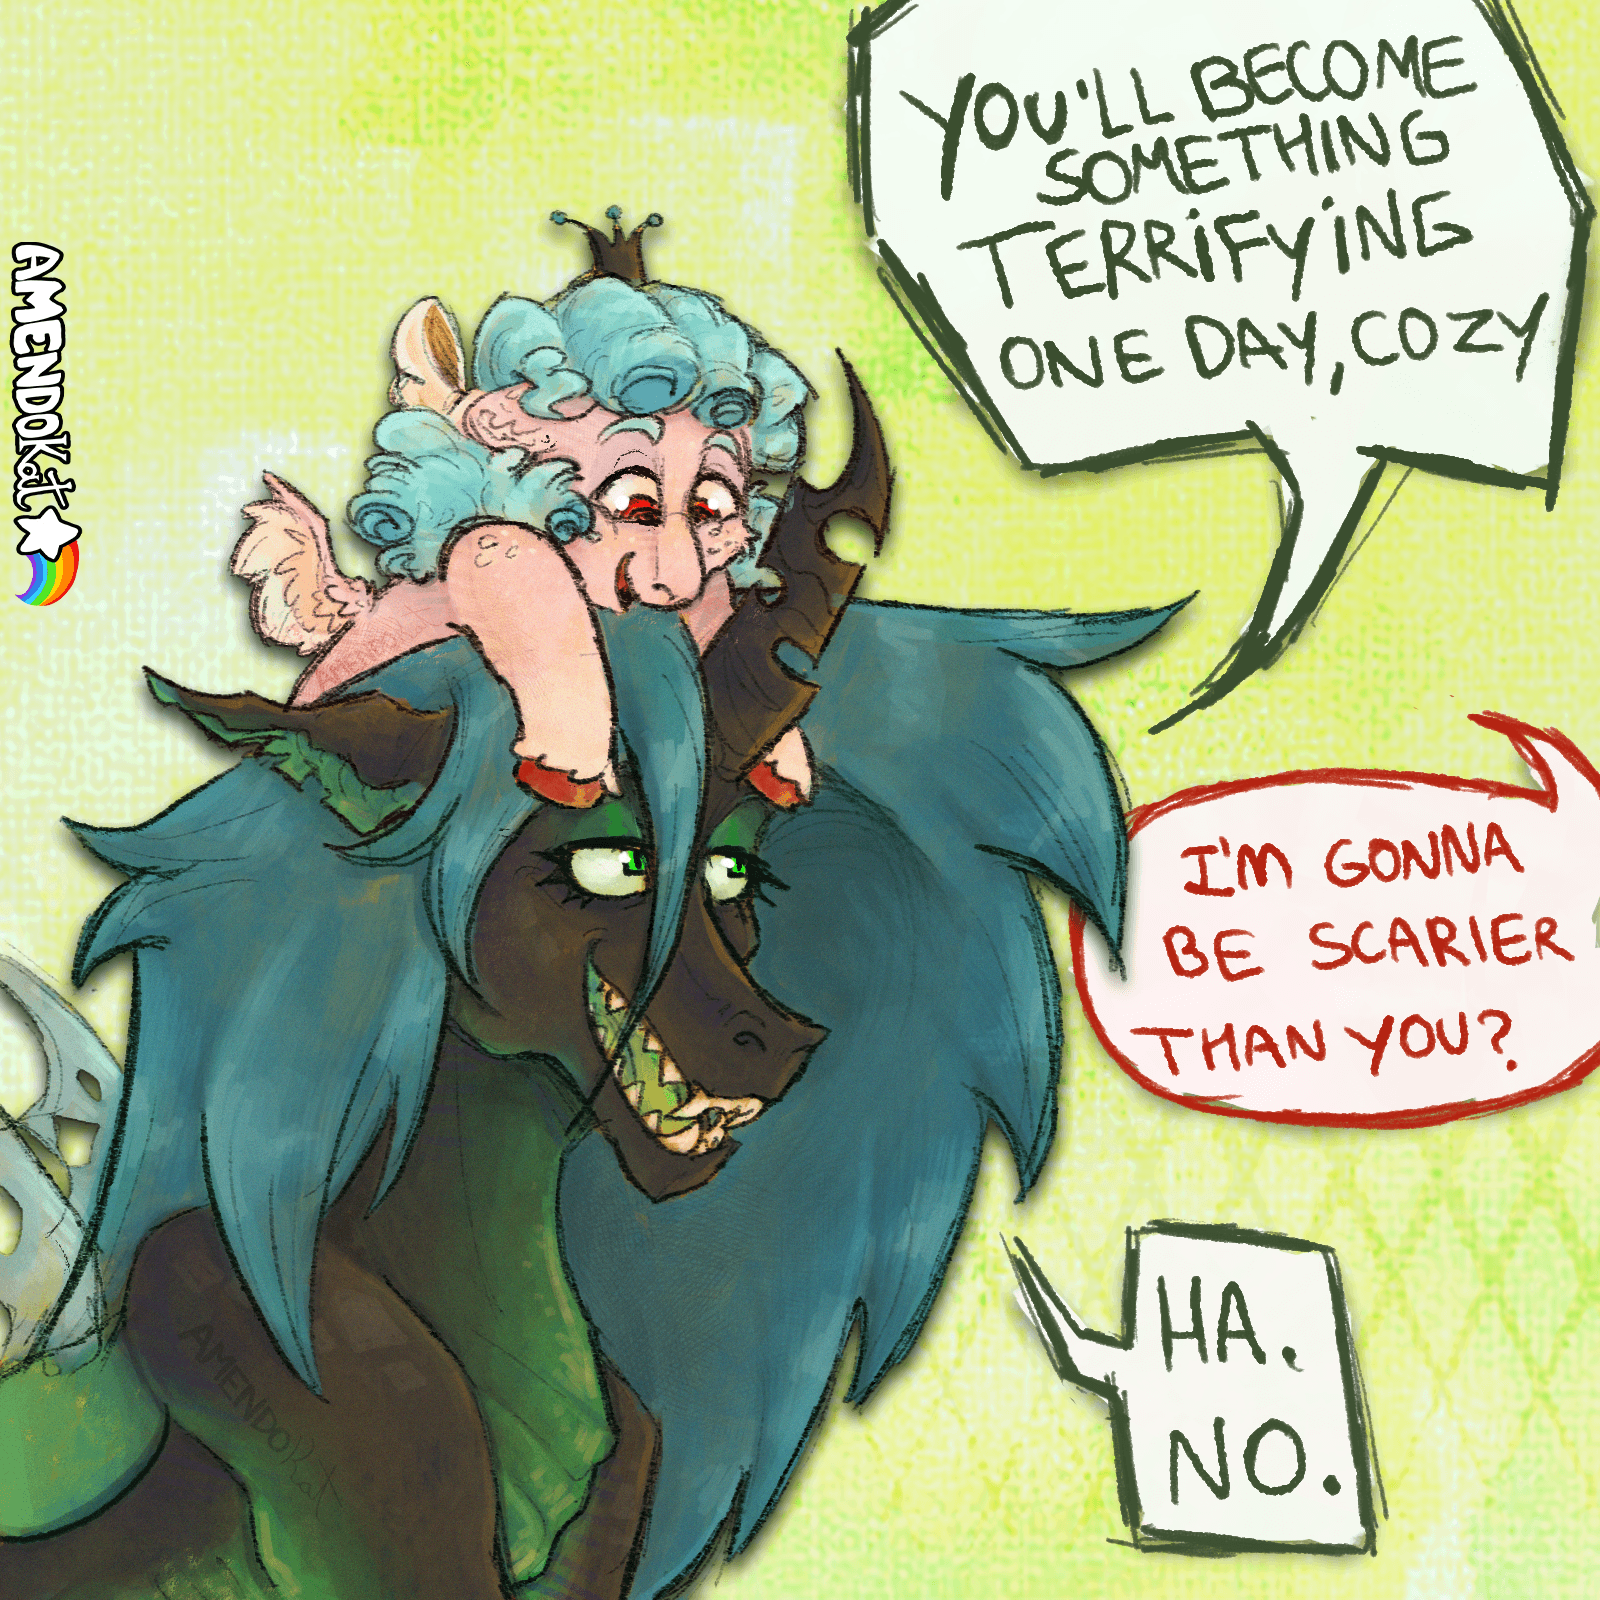 YOU'LL BECOME
SOMETHING
TERRiFYiNG
ONE DAY, COZY
I'M GONNA
BE SCARIER
THAN YOU?
HA.
NO.
AMENDOKat
AMENDOKat